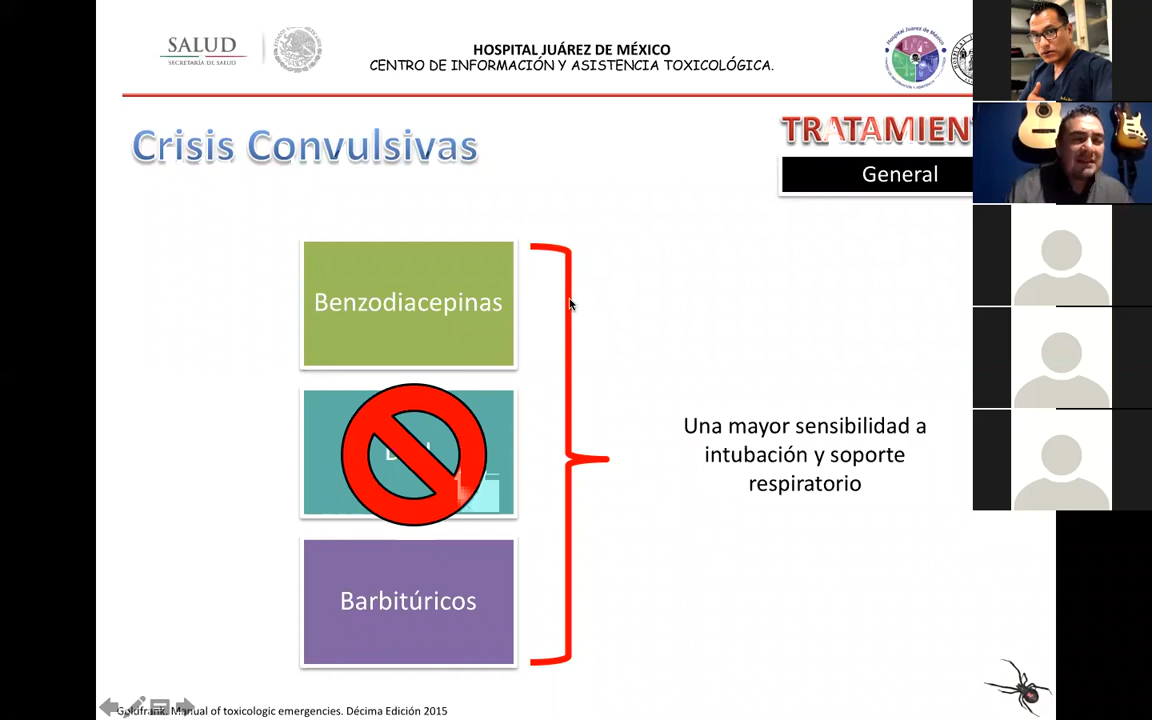 SALUD
SECRETARÍA DE SALUD
HOSPITAL JUÁREZ DE MÉXICO
CENTRO DE INFORMACIÓN Y ASISTENCIA TOXICOLÓGICA.
Crisis Convulsivas
TRATAMIEN
General
Benzodiacepinas
Una mayor sensibilidad a
intubación y soporte
respiratorio
Barbitúricos
Goldfrank. Manual of toxicologic emergencies. Décima Edición 2015